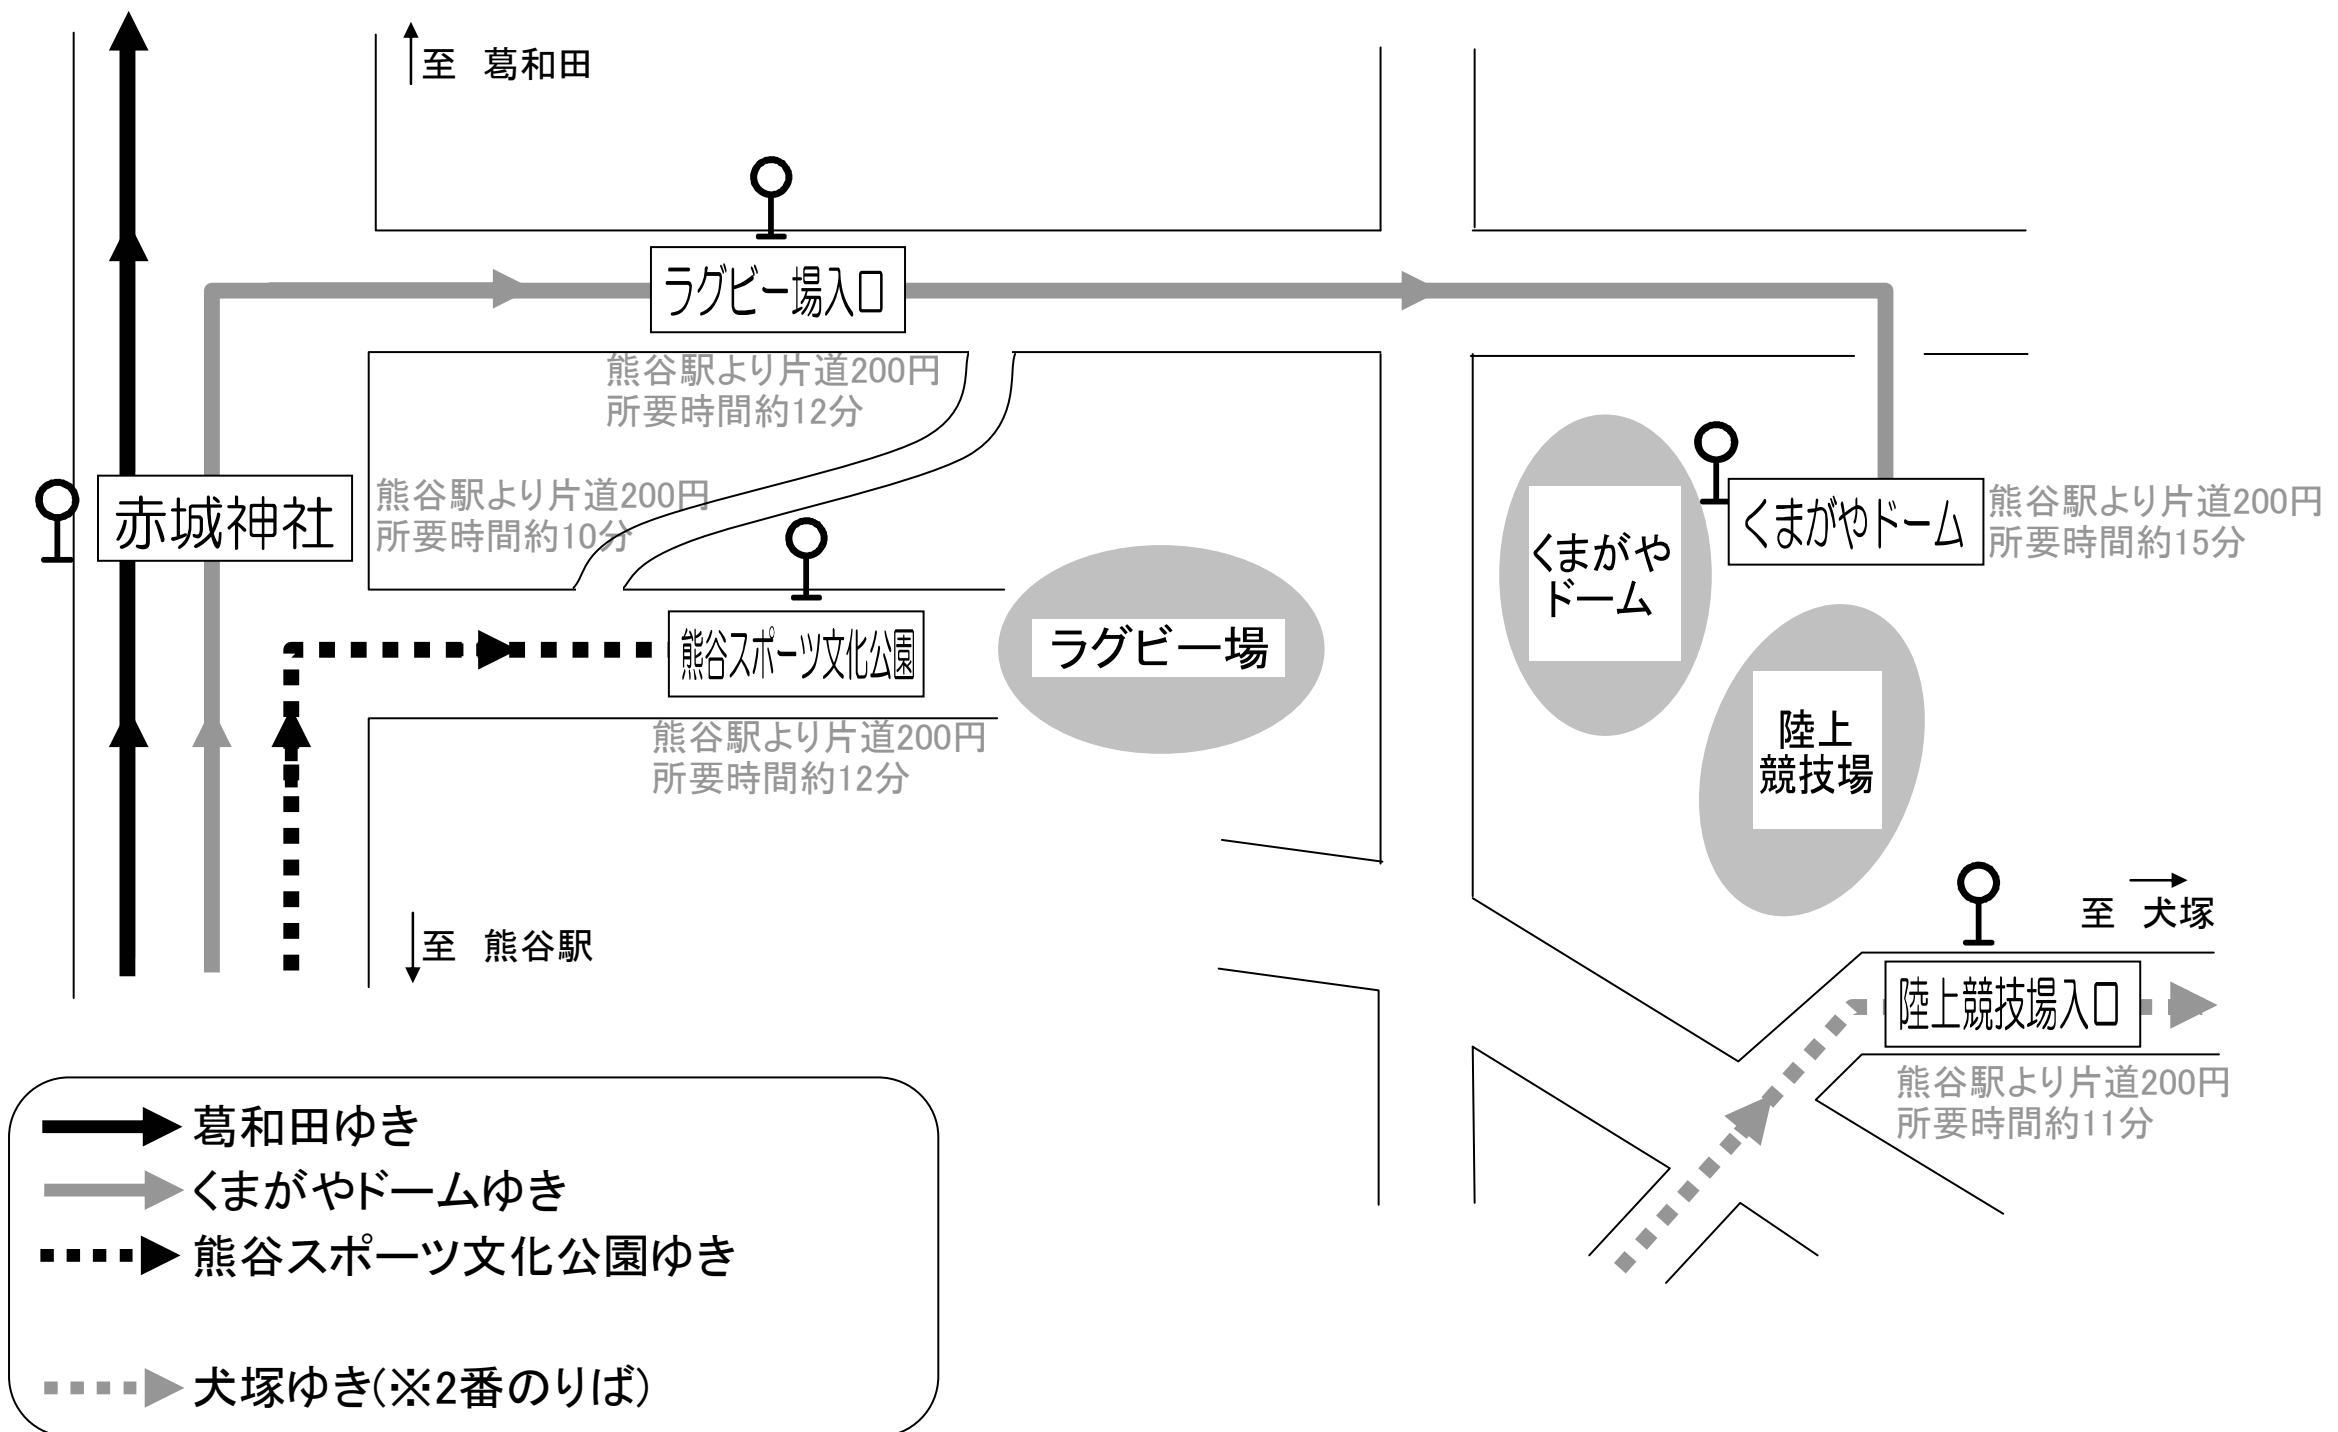 至　葛和田
ラグビー場入口
熊谷駅より片道200円
所要時間約12分
赤城神社
熊谷駅より片道200円
所要時間約10分
くまがや
ドーム
くまがやドーム
熊谷駅より片道200円
所要時間約15分
熊谷スポーツ文化公園
熊谷駅より片道200円
所要時間約12分
ラグビー場
陸上
競技場
至　熊谷駅
至　犬塚
陸上競技場入口
熊谷駅より片道200円
所要時間約11分
葛和田ゆき
くまがやドームゆき
熊谷スポーツ文化公園ゆき
犬塚ゆき(※2番のりば)